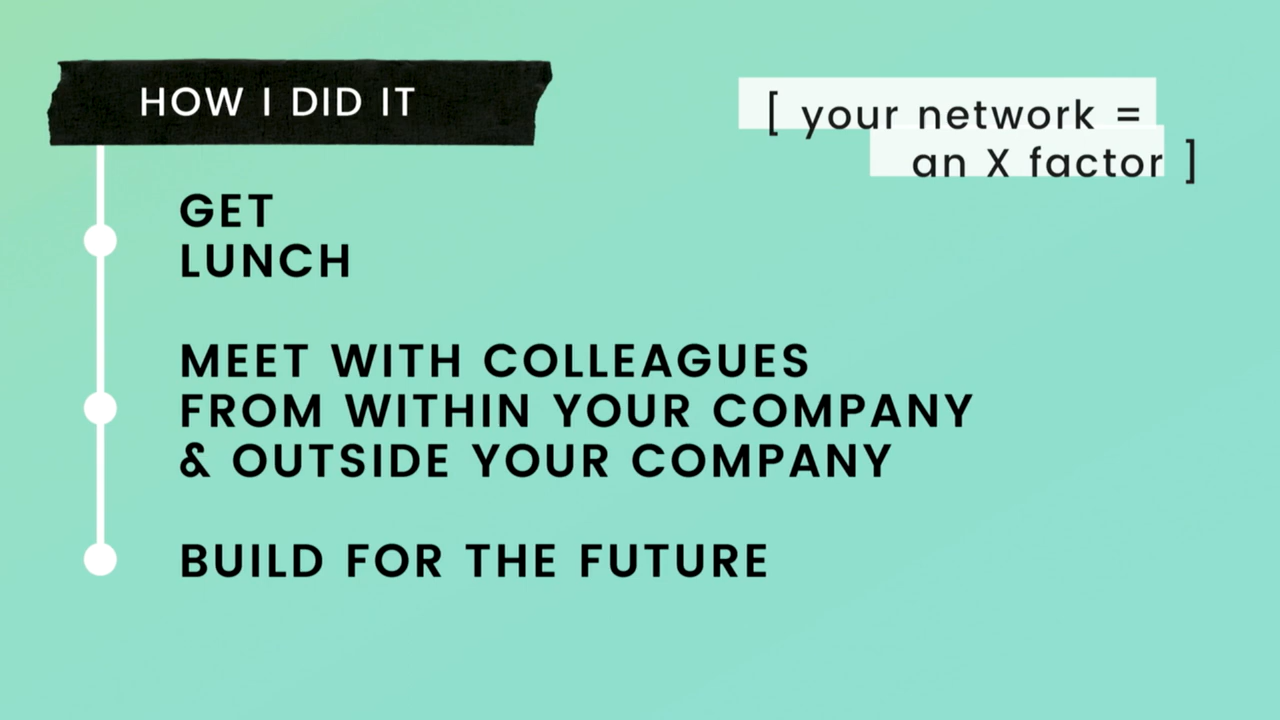 HOW I DID IT
[ your network =
an X factor ]
GET
LUNCH
MEET WITH COLLEAGUES
FROM WITHIN YOUR COMPANY
& OUTSIDE YOUR COMPANY
BUILD FOR THE FUTURE